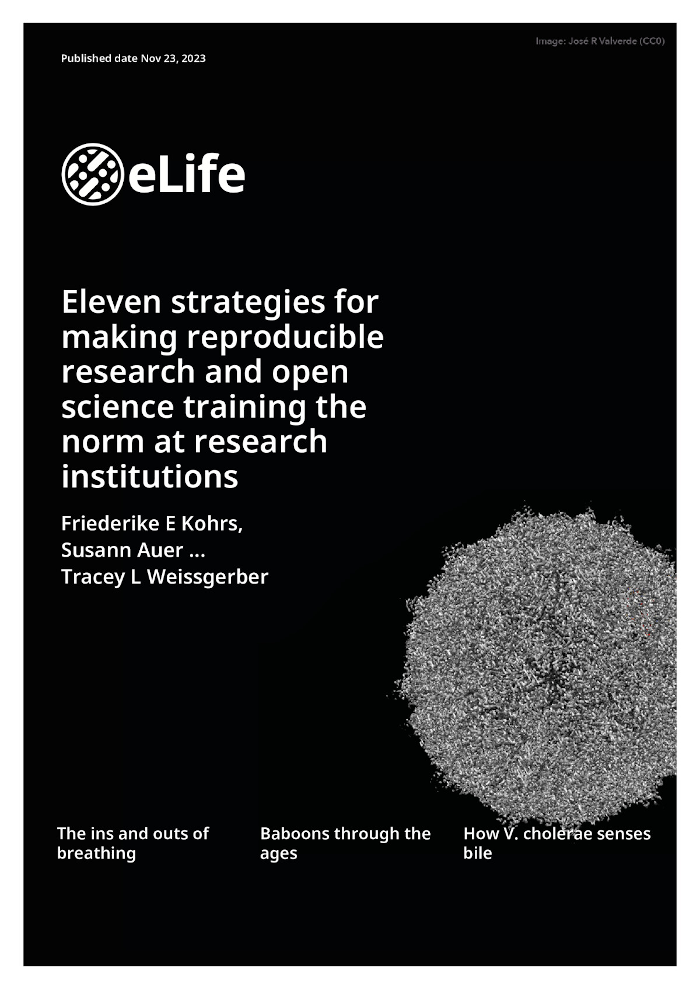 Image: José R Valverde (CC0)
Published date Nov 23, 2023
eLife
Eleven strategies for
making reproducible
research and open
science training the
norm at research
institutions
Friederike E Kohrs,
Susann Auer ...
Tracey L Weissgerber
The ins and outs of
breathing
Baboons through the
ages
How V. cholerae senses
bile